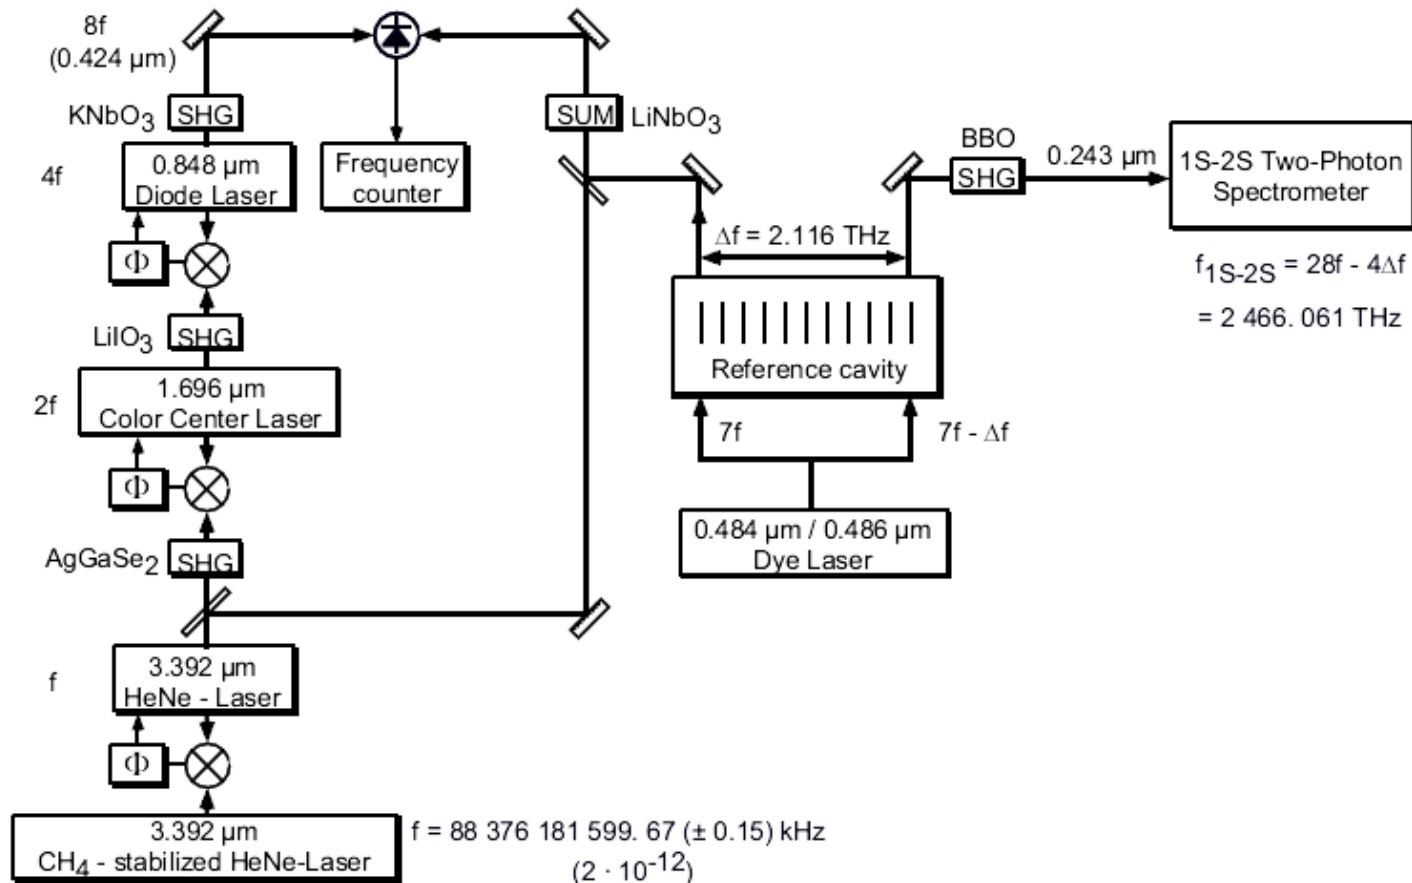 8f
(0.424 µm)
KNbO3 SHG
SUM LiNbO3
4f
0.848 µm
Diode Laser
Frequency
counter
BBO
SHG
0.243 µm
1S-2S Two-Photon
Spectrometer
Φ
Δf = 2.116 THz
f1S-2S = 28f - 4Δf
= 2 466. 061 THz
LiIO3 SHG
Reference cavity
2f
1.696 µm
Color Center Laser
7f
7f - Δf
Φ
0.484 µm / 0.486 µm
Dye Laser
AgGaSe2 SHG
f
3.392 µm
HeNe - Laser
Φ
3.392 µm
CH4 - stabilized HeNe-Laser
f = 88 376 181 599. 67 (± 0.15) kHz
(2 · 10-12)